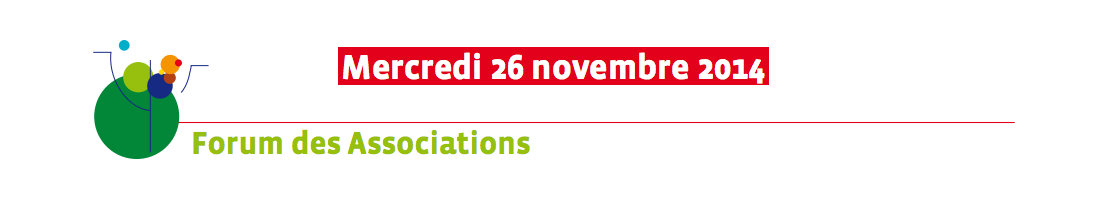 Mercredi 26 novembre 2014
Forum des Associations